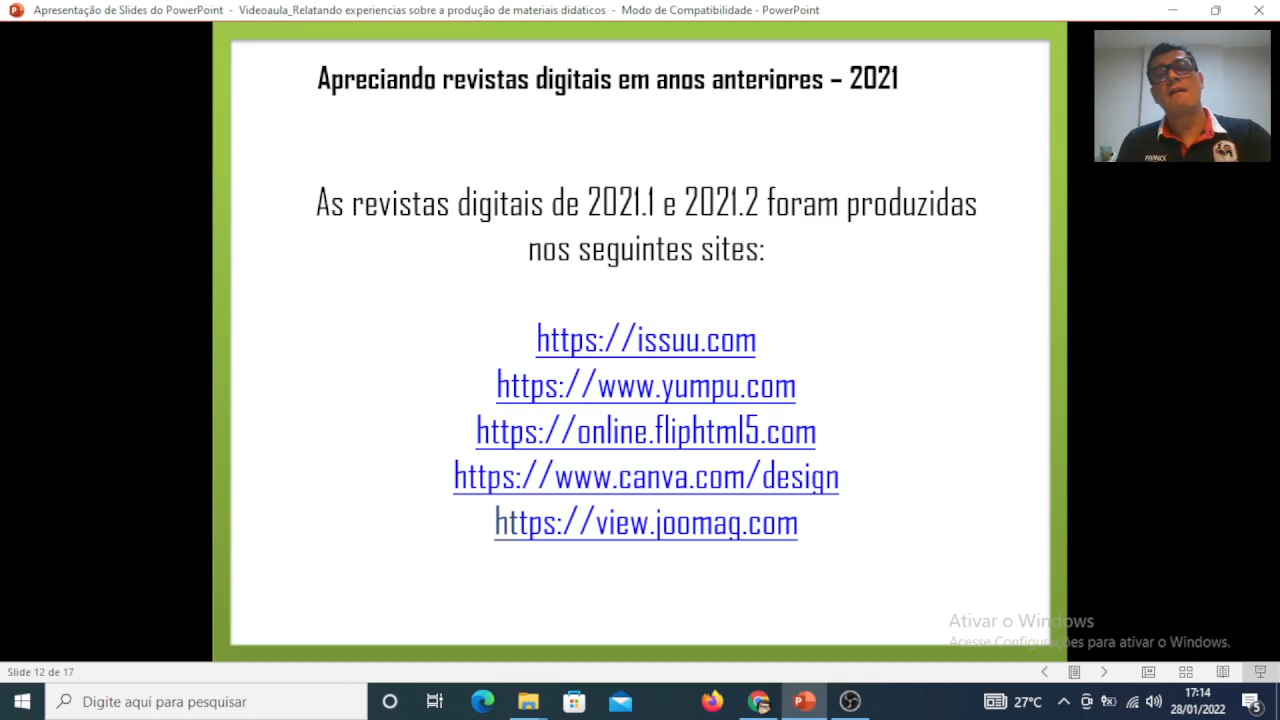 Apresentação de Slides do PowerPoint - Videoaula_Relatando experiencias sobre a produção de materiais didaticos - Modo de Compatibilidade - PowerPoint
Apreciando revistas digitais em anos anteriores – 2021
As revistas digitais de 2021.1 e 2021.2 foram produzidas
nos seguintes sites:
https://issuu.com
https://www.yumpu.com
https://online.fliphtml5.com
https://www.canva.com/design
https://view.joomag.com
FRANCE
Ativar o Windows
Acesse Configurações para ativar o Windows.
Slide 12 de 17
Digite aqui para pesquisar
27°C
17:14
28/01/2022
5